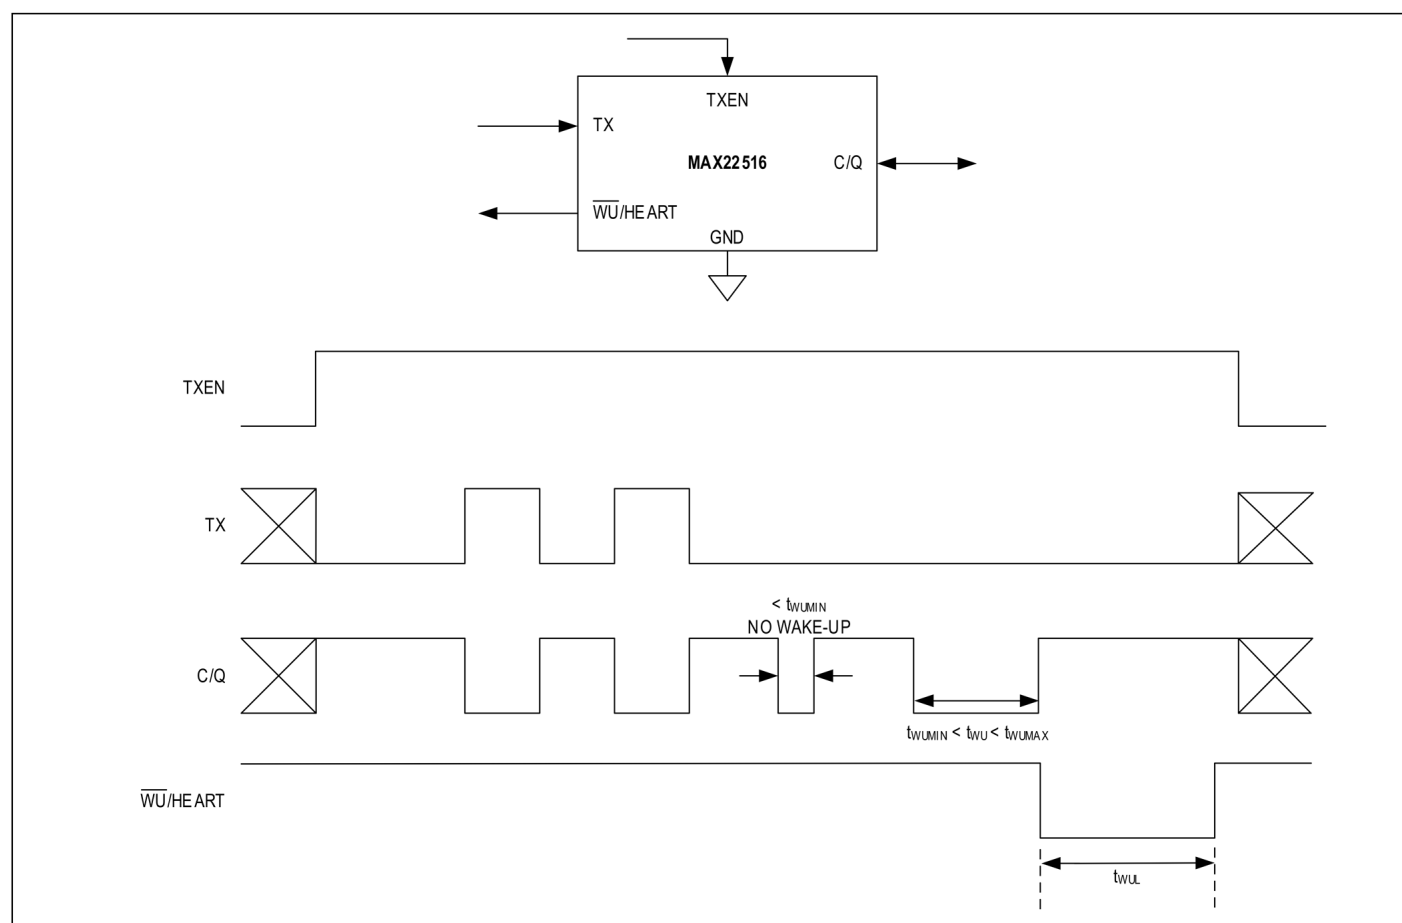 TXEN
TX
MAX22516
C/Q
WU/HEART
GND
TXEN
TX
< tWUMIN
NO WAKE-UP
C/Q
tWUMIN < tWU < tWUMAX
WU/HEART
tWUL